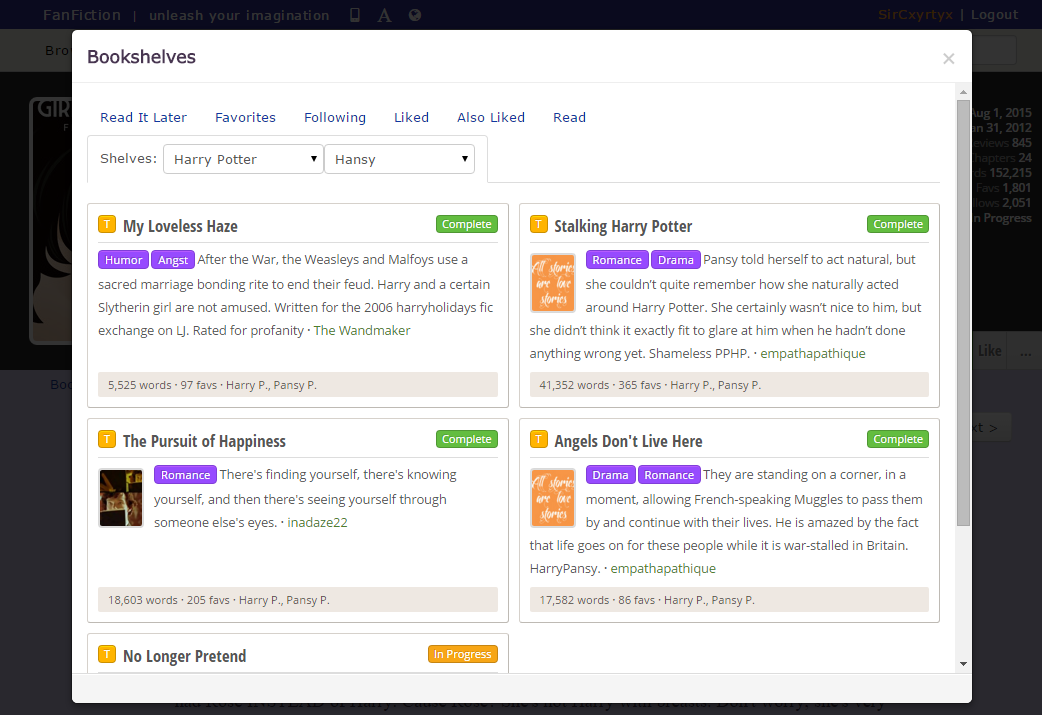 FanFiction | unleash your imagination A SirCxyrtyx | Logout
Bro
Bookshelves ×
Read It Later Favorites Following Liked Also Liked Read
Shelves: Harry Potter Hansy
T My Loveless Haze Complete
Humor Angst After the War, the Weasleys and Malfoys use a
sacred marriage bonding rite to end their feud. Harry and a certain
Slytherin girl are not amused. Written for the 2006 harryholidays fic
exchange on LJ. Rated for profanity · The Wandmaker
5,525 words · 97 favs · Harry P., Pansy P.
T Stalking Harry Potter Complete
All stories
are love
stories
Romance Drama Pansy told herself to act natural, but
she couldn't quite remember how she naturally acted
around Harry Potter. She certainly wasn't nice to him, but
she didn't think it exactly fit to glare at him when he hadn't done
anything wrong yet. Shameless PPHP. · empathapathique
41,352 words · 365 favs · Harry P., Pansy P.
T The Pursuit of Happiness Complete
Romance There's finding yourself, there's knowing
yourself, and then there's seeing yourself through
someone else's eyes. · inadaze22
18,603 words · 205 favs · Harry P., Pansy P.
T Angels Don't Live Here Complete
All stories
are love
stories
Drama Romance They are standing on a corner, in a
moment, allowing French-speaking Muggles to pass them
by and continue with their lives. He is amazed by the fact
that life goes on for these people while it is war-stalled in Britain.
HarryPansy. · empathapathique
17,582 words · 86 favs · Harry P., Pansy P.
T No Longer Pretend In Progress
GIR
F
Aug 1, 2015
an 31, 2012
eviews 845
hapters 24
rds 152,215
Favs 1,801
llows 2,051
n Progress
Like ...
Boo
xt >